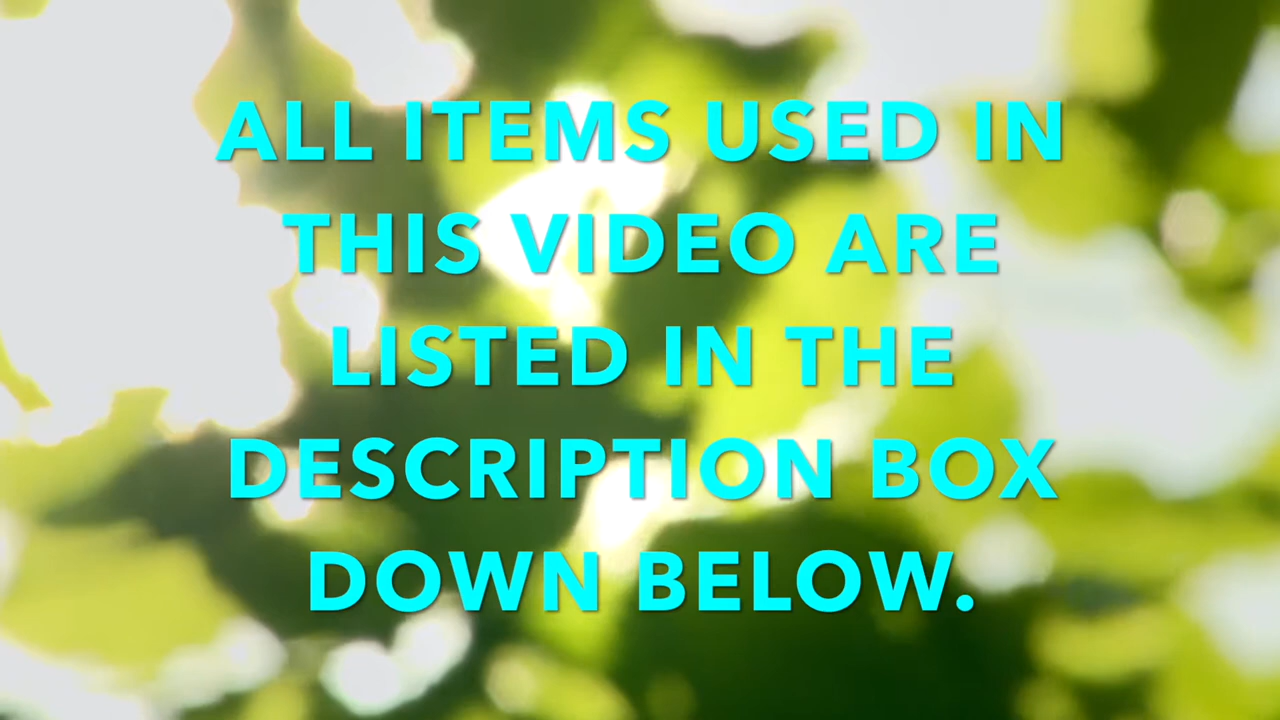 ALL ITEMS USED IN
THIS VIDEO ARE
LISTED IN THE
DESCRIPTION BOX
DOWN BELOW.